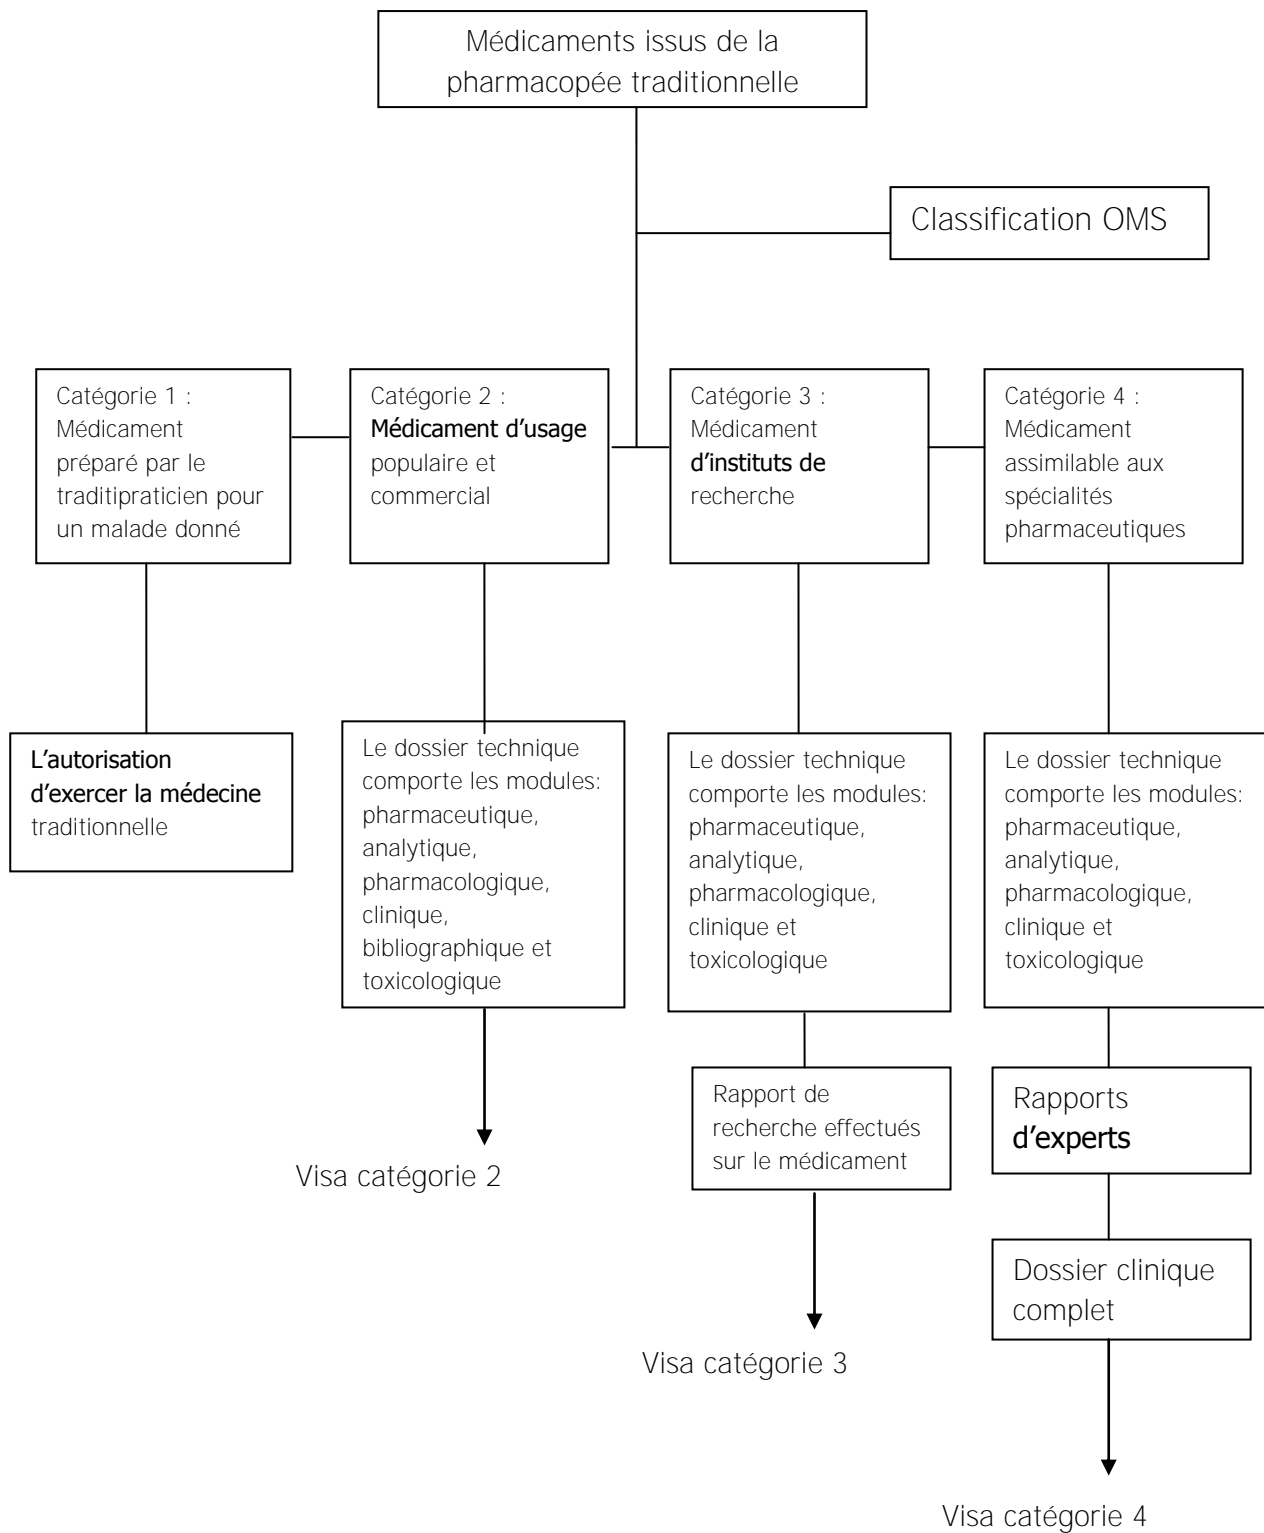 Médicaments issus de la
pharmacopée traditionnelle
Classification OMS
Catégorie 1 :
Médicament
préparé par le
traditipraticien pour
un malade donné
Catégorie 2 :
Médicament d’usage
populaire et
commercial
Catégorie 3 :
Médicament
d’instituts de
recherche
Catégorie 4 :
Médicament
assimilable aux
spécialités
pharmaceutiques
L’autorisation
d’exercer la médecine
traditionnelle
Le dossier technique
comporte les modules:
pharmaceutique,
analytique,
pharmacologique,
clinique,
bibliographique et
toxicologique
Le dossier technique
comporte les modules:
pharmaceutique,
analytique,
pharmacologique,
clinique et
toxicologique
Le dossier technique
comporte les modules:
pharmaceutique,
analytique,
pharmacologique,
clinique et
toxicologique
Rapport de
recherche effectués
sur le médicament
Rapports
d’experts
Visa catégorie 2
Dossier clinique
complet
Visa catégorie 3
Visa catégorie 4